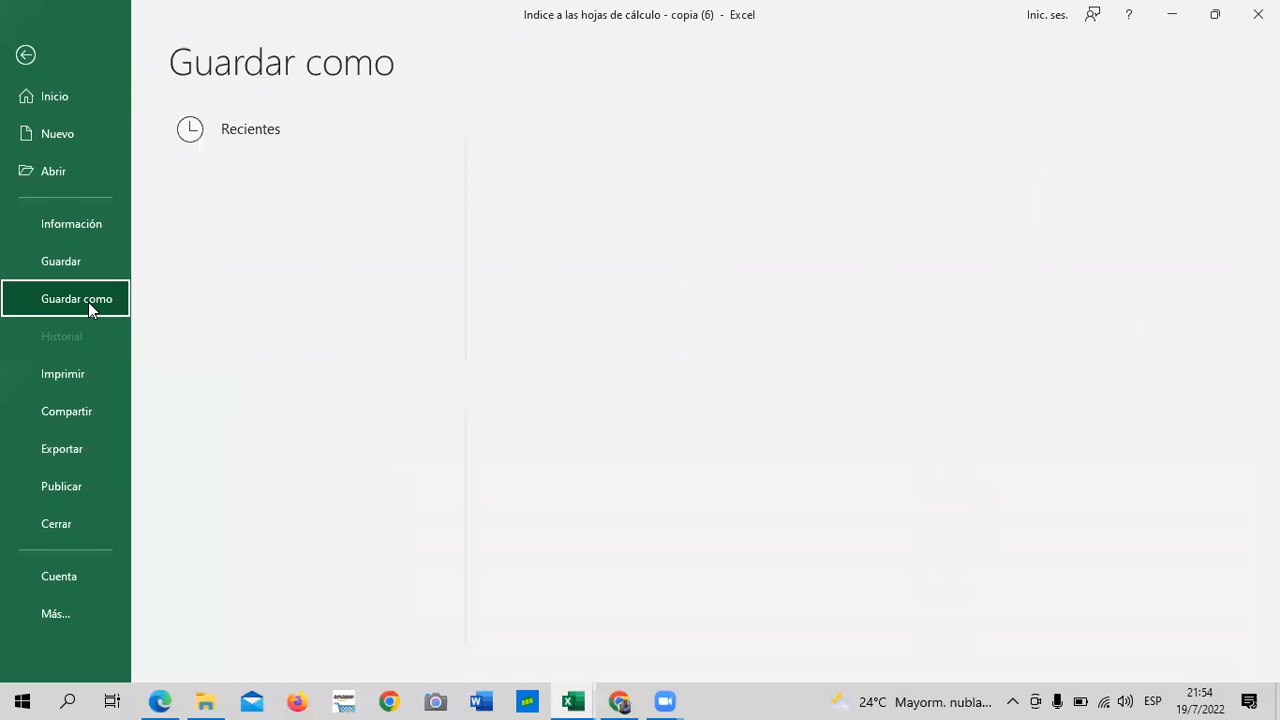 Indice a las hojas de cálculo - copia (6) - Excel
Inic. ses.
?
Guardar como
Inicio
Nuevo
Recientes
Abrir
Información
Guardar
Guardar como
Historial
Imprimir
Compartir
Exportar
Publicar
Cerrar
Cuenta
Más...
24°C Mayorm. nubla...
ESP
21:54
19/7/2022